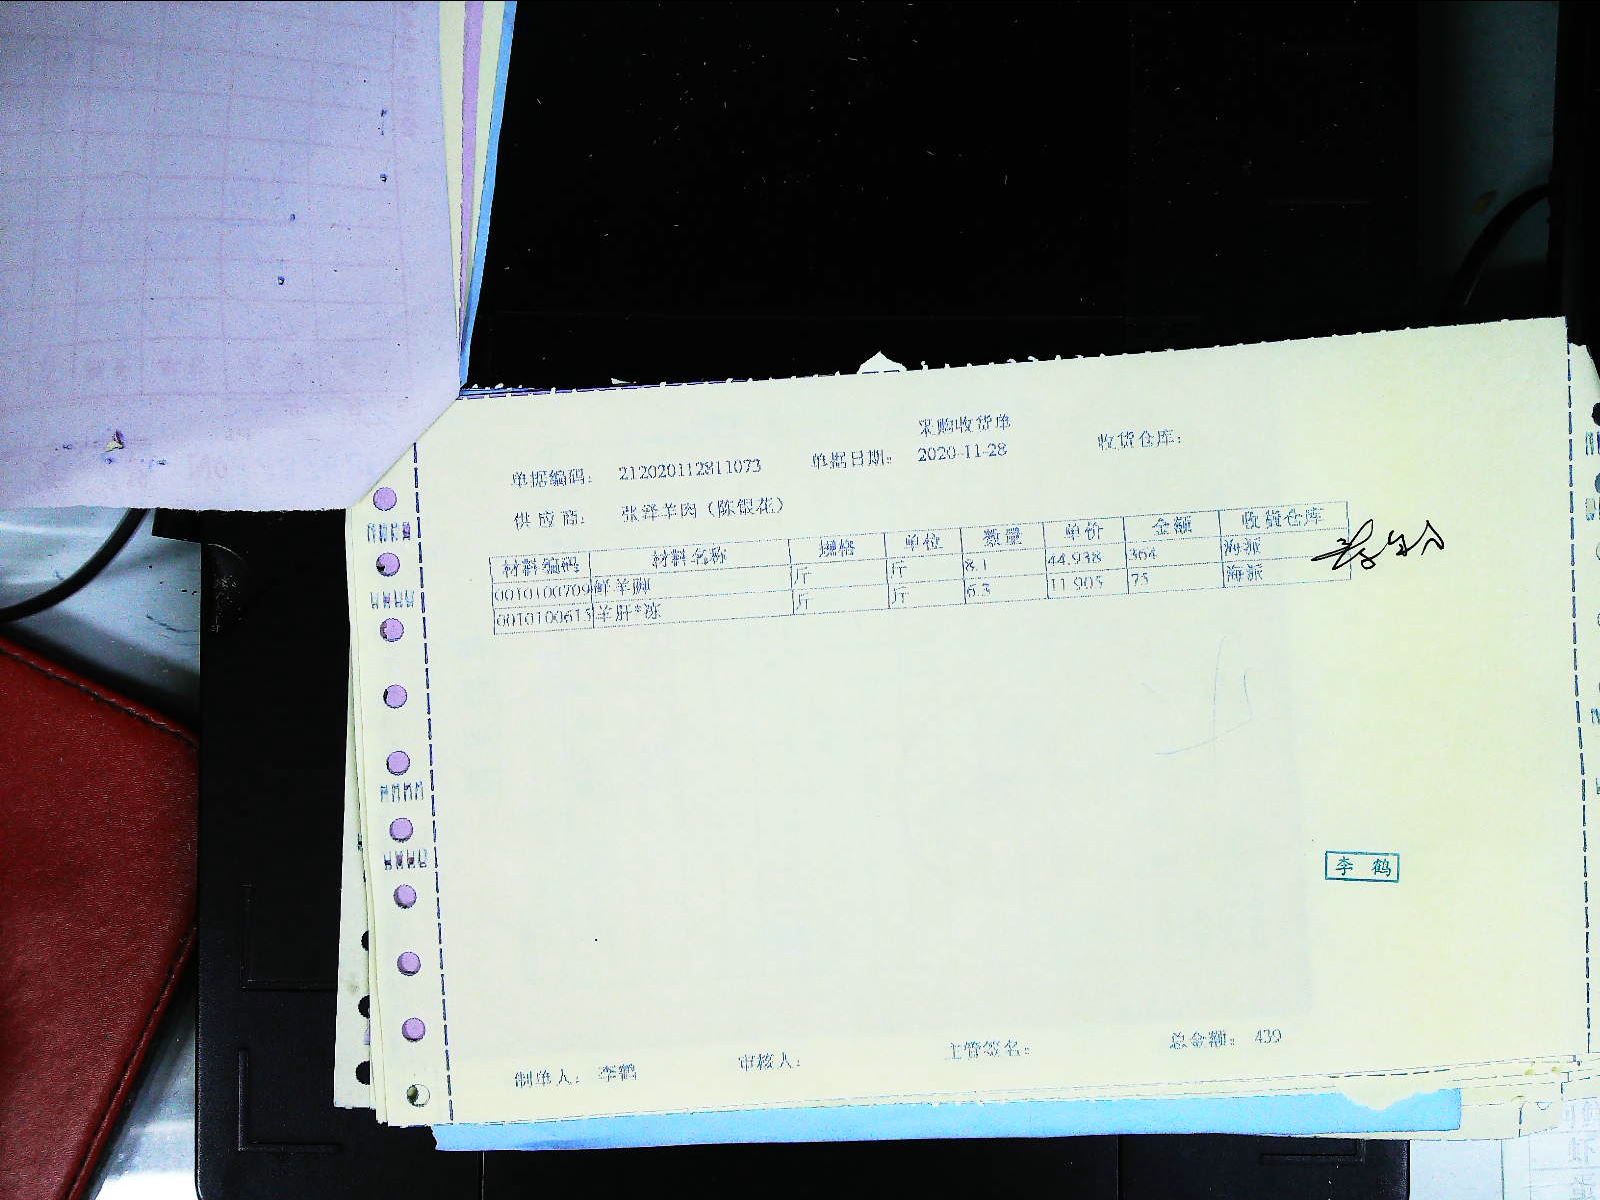 采购收货单
单据编码： 212020112811073 单据日期： 2020-11-28 收货仓库：
供应商： 张泽羊肉（陈银花）
材料编码 材料名称 规格 单位 数量 单价 金额 收货仓库
0010100709 鲜羊脚 斤 斤 8.1 44.938 364 海派
0010100615 羊肝*冻 斤 斤 6.3 11.905 75 海派
李鹤
制单人： 李鹤 审核人： 主管签名： 总金额： 439